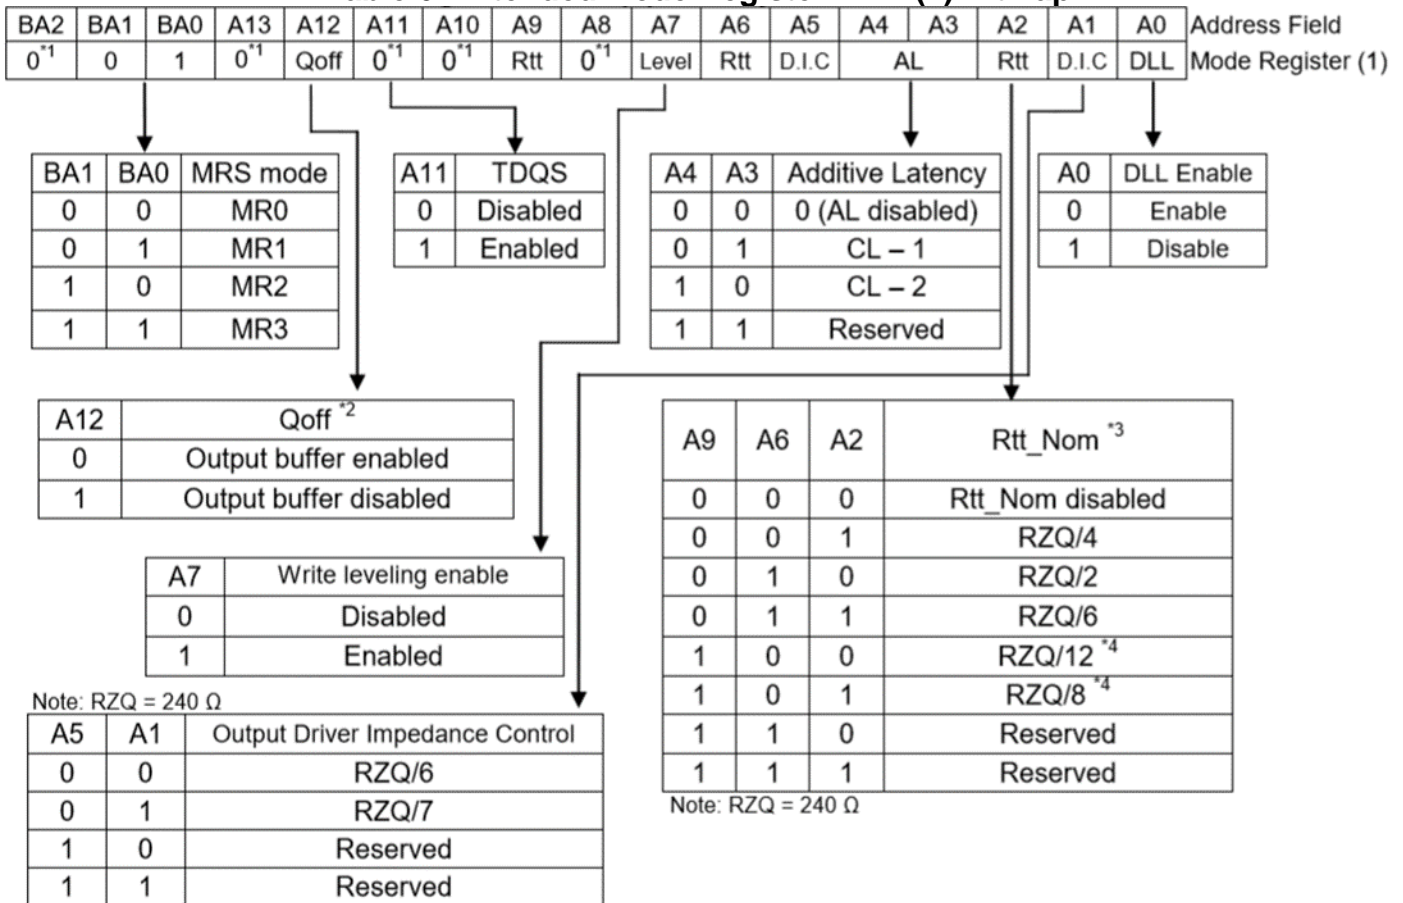 BA2 BA1 BA0 A13 A12 A11 A10 A9 A8 A7 A6 A5 A4 A3 A2 A1 A0 Address Field
0*1 0 1 0*1 Qoff 0*1 0*1 Rtt 0*1 Level Rtt D.I.C AL Rtt D.I.C DLL Mode Register (1)
BA1 BA0 MRS mode
0 0 MR0
0 1 MR1
1 0 MR2
1 1 MR3
A11 TDQS
0 Disabled
1 Enabled
A4 A3 Additive Latency
0 0 0 (AL disabled)
0 1 CL – 1
1 0 CL – 2
1 1 Reserved
A0 DLL Enable
0 Enable
1 Disable
A12 Qoff *2
0 Output buffer enabled
1 Output buffer disabled
A7 Write leveling enable
0 Disabled
1 Enabled
Note: RZQ = 240 Ω
A5 A1 Output Driver Impedance Control
0 0 RZQ/6
0 1 RZQ/7
1 0 Reserved
1 1 Reserved
A9 A6 A2 Rtt_Nom *3
0 0 0 Rtt_Nom disabled
0 0 1 RZQ/4
0 1 0 RZQ/2
0 1 1 RZQ/6
1 0 0 RZQ/12 *4
1 0 1 RZQ/8 *4
1 1 0 Reserved
1 1 1 Reserved
Note: RZQ = 240 Ω